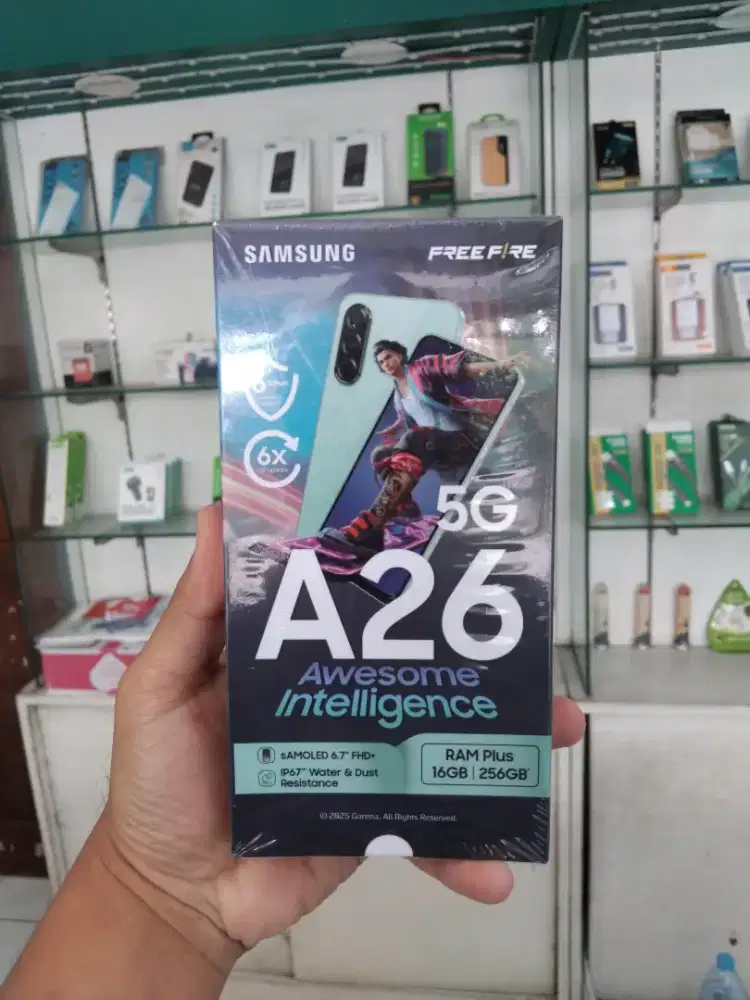 SAMSUNG
FREE FIRE
6
6X
5G
A26
Awesome
Intelligence
sAMOLED 6.7" FHD+
IP67" Water & Dust
Resistance
RAM Plus
16GB | 256GB*
© 2025 Garena. All Rights Reserved.